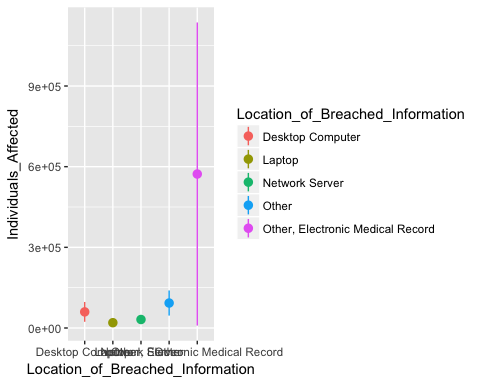 Individuals_Affected
9e+05
6e+05
3e+05
0e+00
Desktop Electronic Medical Record
Location_of_Breached_Information
Location_of_Breached_Information
Desktop Computer
Laptop
Network Server
Other
Other, Electronic Medical Record